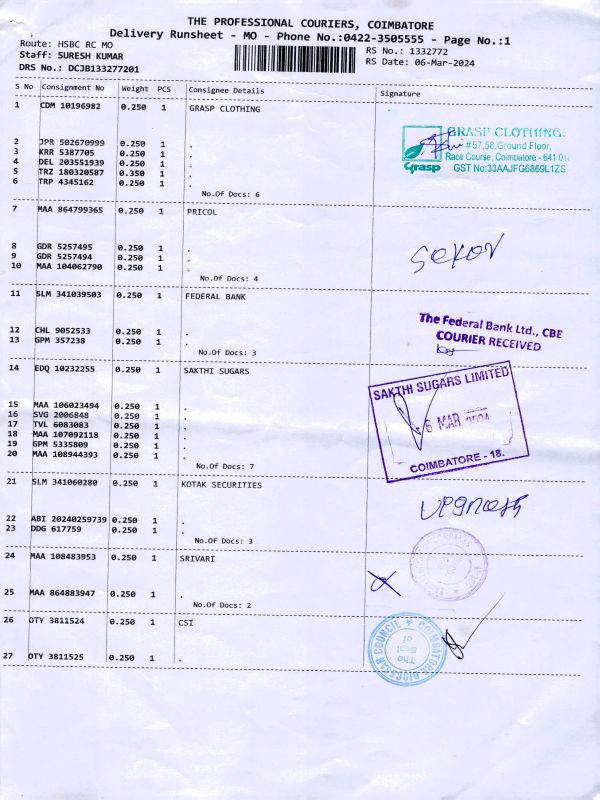 THE PROFESSIONAL COURIERS, COIMBATORE
Delivery Runsheet - MO - Phone No.:0422-3505555 - Page No.:1
Route: HSBC RC MO
RS No.: 1332772
Staff: SURESH KUMAR
RS Date: 06-Mar-2024
DRS No.: DCJB133277201
S No Consignment No Weight PCS Consignee Details Signature
1 CDM 10196982 0.250 1 GRASP CLOTHING
GRASP CLOTHING.
#57,58,Ground Floor,
Race Course, Coimbatore - 641 018
GST No:33AAJFG6869L1ZS
Grasp
2 JPR 502670999 0.250 1 .
3 KRR 5387705 0.250 1 .
4 DEL 203551939 0.250 1 .
5 TRZ 180320587 0.350 1 .
6 TRP 4345162 0.250 1 .
No.Of Docs: 6
7 MAA 864799365 0.250 1 PRICOL
8 GDR 5257495 0.250 1 .
9 GDR 5257494 0.250 1 .
10 MAA 104062790 0.250 1 .
No.Of Docs: 4
11 SLM 341039503 0.250 1 FEDERAL BANK
The Federal Bank Ltd., CBE
COURIER RECEIVED
12 CHL 9052533 0.250 1 .
13 GPM 357238 0.250 1 .
No.Of Docs: 3
14 EDQ 10232255 0.250 1 SAKTHI SUGARS
SAKTHI SUGARS LIMITED
6 MAR 2024
COIMBATORE - 18.
15 MAA 106023494 0.250 1 .
16 SVG 2006848 0.250 1 .
17 TVL 6083083 0.250 1 .
18 MAA 107092118 0.250 1 .
19 GPM 5335809 0.250 1 .
20 MAA 108944393 0.250 1 .
No.Of Docs: 7
21 SLM 341060280 0.250 1 KOTAK SECURITIES
22 ABI 20240259739 0.250 1 .
23 DDG 617759 0.250 1 .
No.Of Docs: 3
24 MAA 108483953 0.250 1 SRIVARI
25 MAA 864883947 0.250 1 .
No.Of Docs: 2
26 OTY 3811524 0.250 1 CSI
COIMBATORE DIOCESAN COUNCIL
The Seal of
27 OTY 3811525 0.250 1 .